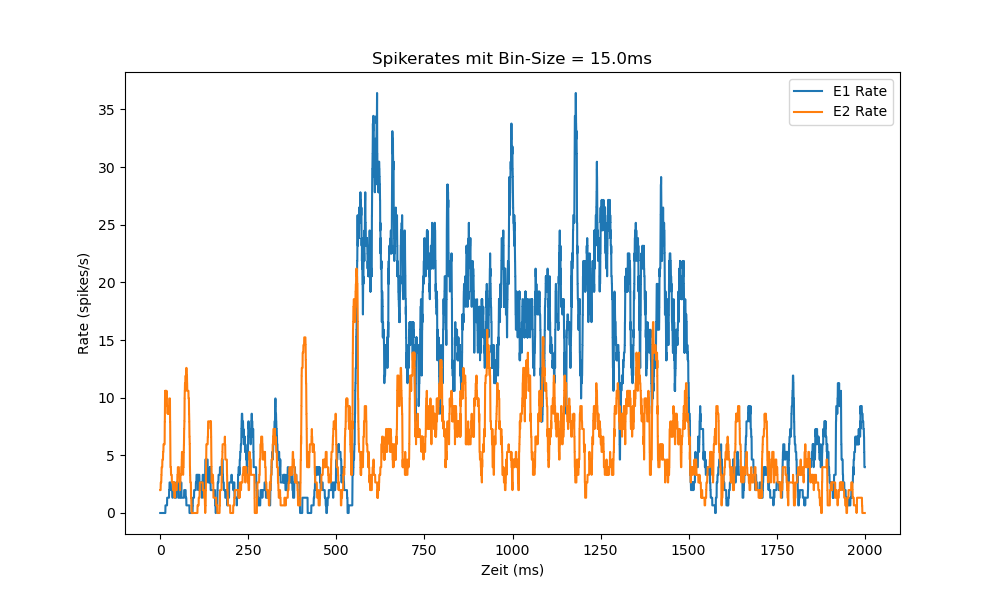 Spikerates mit Bin-Size = 15.0ms
E1 Rate
E2 Rate
35
30
25
20
15
10
5
0
Rate (spikes/s)
0 250 500 750 1000 1250 1500 1750 2000
Zeit (ms)